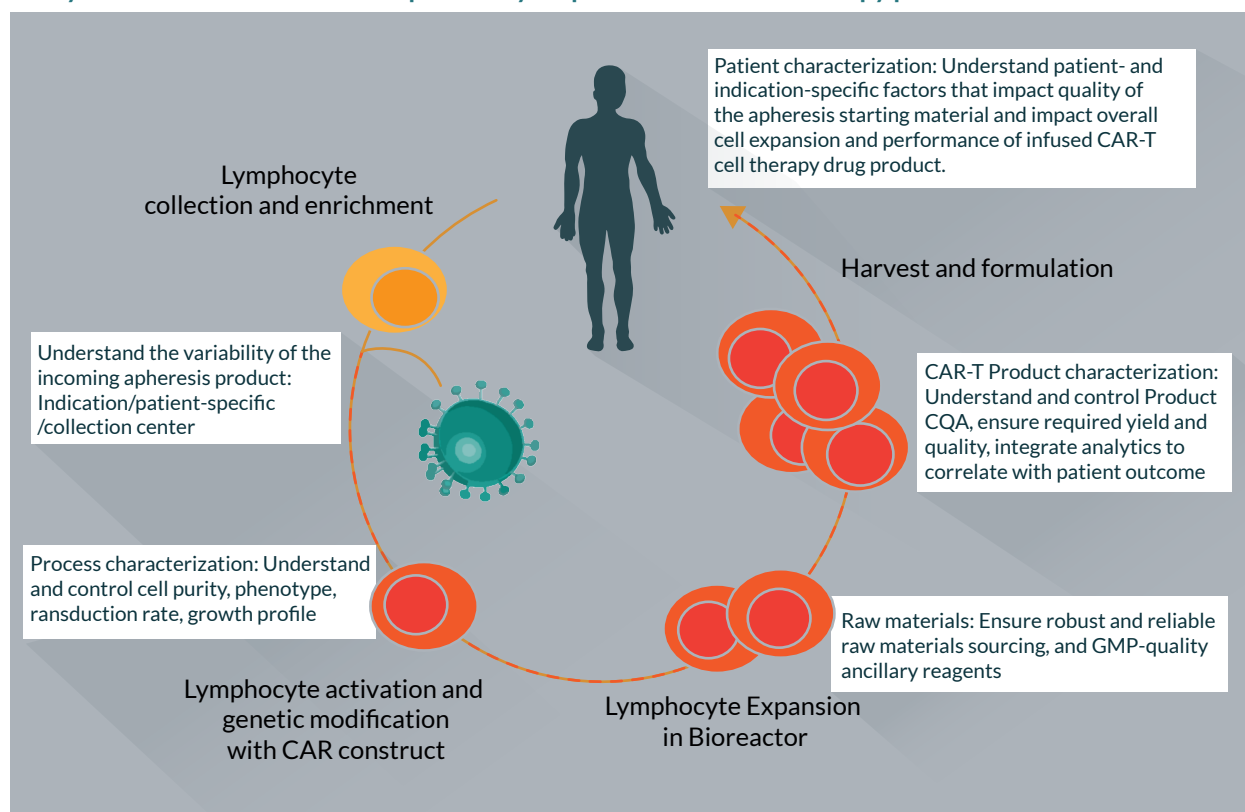 Patient characterization: Understand patient- and
indication-specific factors that impact quality of
the apheresis starting material and impact overall
cell expansion and performance of infused CAR-T
cell therapy drug product.
Lymphocyte
collection and enrichment
Harvest and formulation
Understand the variability of the
incoming apheresis product:
Indication/patient-specific
/collection center
CAR-T Product characterization:
Understand and control Product
CQA, ensure required yield and
quality, integrate analytics to
correlate with patient outcome
Process characterization: Understand
and control cell purity, phenotype,
ransduction rate, growth profile
Raw materials: Ensure robust and reliable
raw materials sourcing, and GMP-quality
ancillary reagents
Lymphocyte activation and
genetic modification
with CAR construct
Lymphocyte Expansion
in Bioreactor